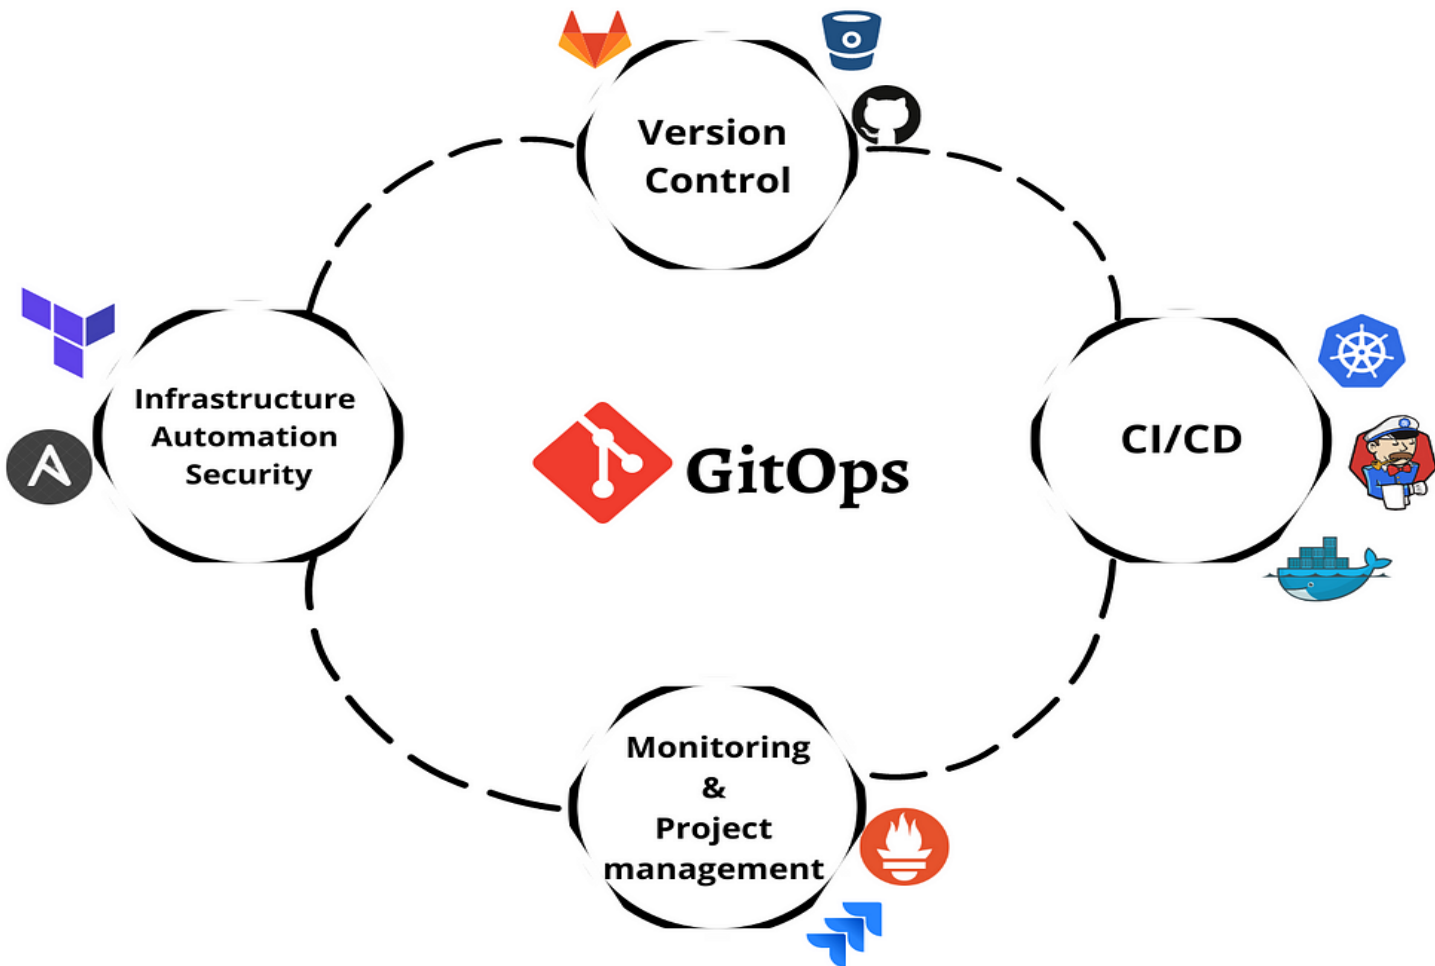 Version
Control
Infrastructure
Automation
Security
GitOps
CI/CD
Monitoring
&
Project
management